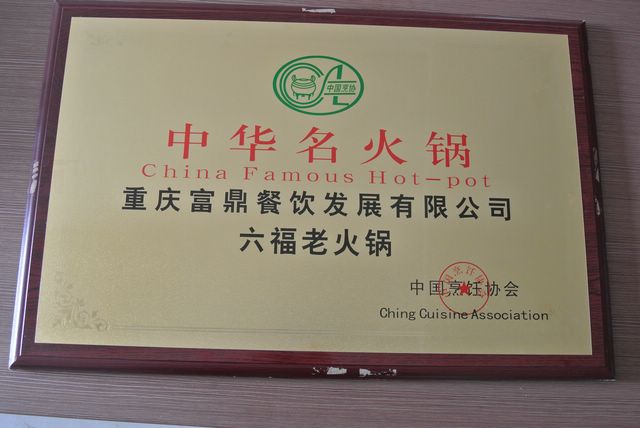 中国烹协
中华名火锅
China Famous Hot-pot
重庆富鼎餐饮发展有限公司
六福老火锅
中国烹饪协会
Ching Cuisine Association